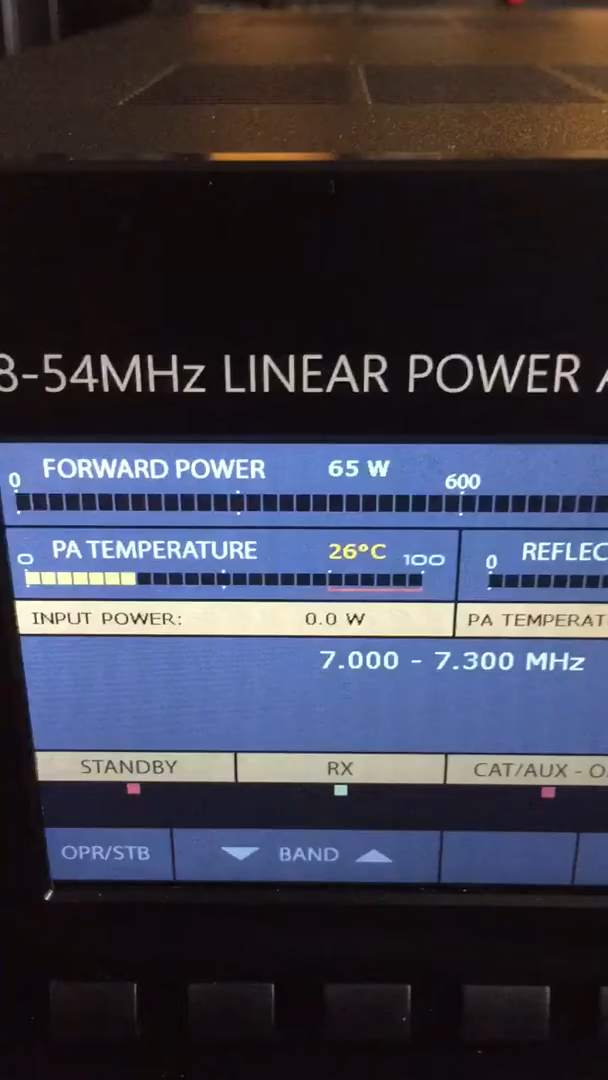 8-54MHz LINEAR POWER
0 FORWARD POWER 65 W 600
0 PA TEMPERATURE 26°C 100
0 REFLEC
INPUT POWER: 0.0 W
PA TEMPERAT
7.000 - 7.300 MHz
STANDBY RX CAT/AUX - O
OPR/STB BAND